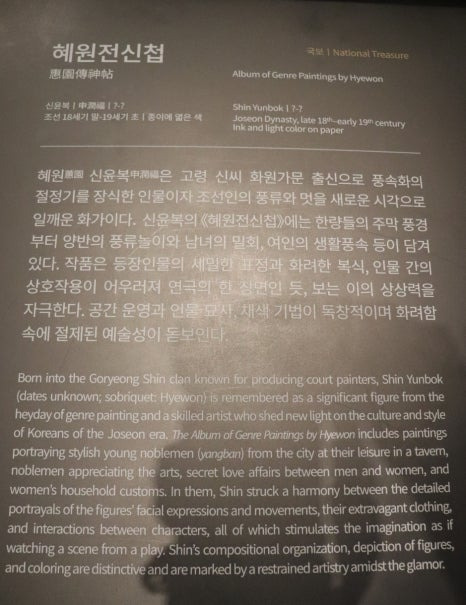 혜원전신첩
국보 | National Treasure
惠園傳神帖
Album of Genre Paintings by Hyewon
신윤복 | 申潤福 | ?-?
조선 18세기 말-19세기 초 | 종이에 엷은 색
Shin Yunbok | ?-?
Joseon Dynasty, late 18th–early 19th century
Ink and light color on paper
혜원蕙園 신윤복申潤福은 고령 신씨 화원가문 출신으로 풍속화의
절정기를 장식한 인물이자 조선인의 풍류와 멋을 새로운 시각으로
일깨운 화가이다. 신윤복의 《혜원전신첩》에는 한량들의 주막 풍경
부터 양반의 풍류놀이와 남녀의 밀회, 여인의 생활풍속 등이 담겨
있다. 작품은 등장인물의 세밀한 표정과 화려한 복식, 인물 간의
상호작용이 어우러져 연극의 한 장면인 듯, 보는 이의 상상력을
자극한다. 공간 운영과 인물 묘사, 채색 기법이 독창적이며 화려함
속에 절제된 예술성이 돋보인다.
Born into the Goryeong Shin clan known for producing court painters, Shin Yunbok
(dates unknown; sobriquet: Hyewon) is remembered as a significant figure from the
heyday of genre painting and a skilled artist who shed new light on the culture and style
of Koreans of the Joseon era. The Album of Genre Paintings by Hyewon includes paintings
portraying stylish young noblemen (yangban) from the city at their leisure in a tavern,
noblemen appreciating the arts, secret love affairs between men and women, and
women's household customs. In them, Shin struck a harmony between the detailed
portrayals of the figures' facial expressions and movements, their extravagant clothing,
and interactions between characters, all of which stimulates the imagination as if
watching a scene from a play. Shin's compositional organization, depiction of figures,
and coloring are distinctive and are marked by a restrained artistry amidst the glamor.